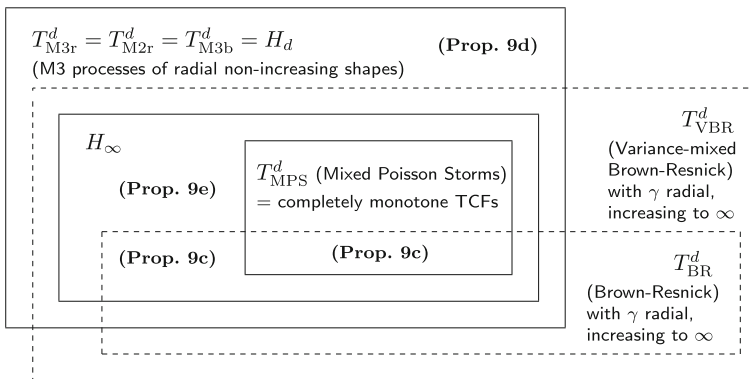 T^d_{M3r} = T^d_{M2r} = T^d_{M3b} = H_d
(Prop. 9d)
(M3 processes of radial non-increasing shapes)
T^d_{VBR}
(Variance-mixed
Brown-Resnick)
with γ radial,
increasing to ∞
H_∞
T^d_{MPS} (Mixed Poisson Storms)
= completely monotone TCFs
(Prop. 9e)
(Prop. 9c)
(Prop. 9c)
T^d_{BR}
(Brown-Resnick)
with γ radial,
increasing to ∞